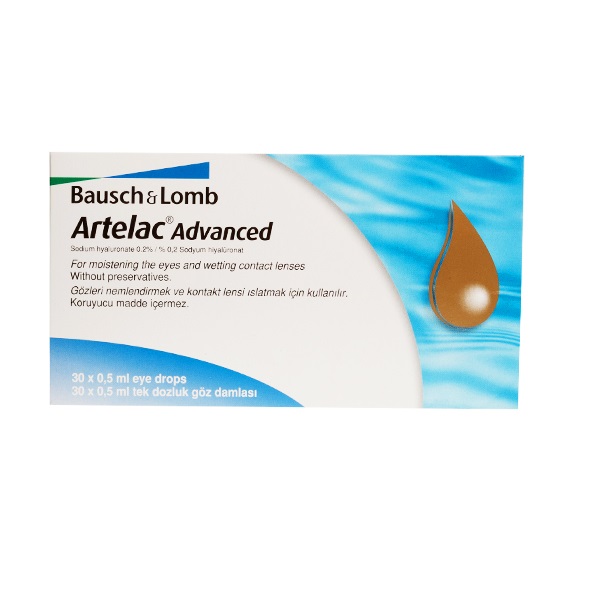 Bausch & Lomb
Artelac® Advanced
Sodium hyaluronate 0.2% / % 0,2 Sodyum hiyalüronat
For moistening the eyes and wetting contact lenses
Without preservatives.
Gözleri nemlendirmek ve kontakt lensi ıslatmak için kullanılır.
Koruyucu madde içermez.
30 x 0,5 ml eye drops
30 x 0,5 ml tek dozluk göz damlası